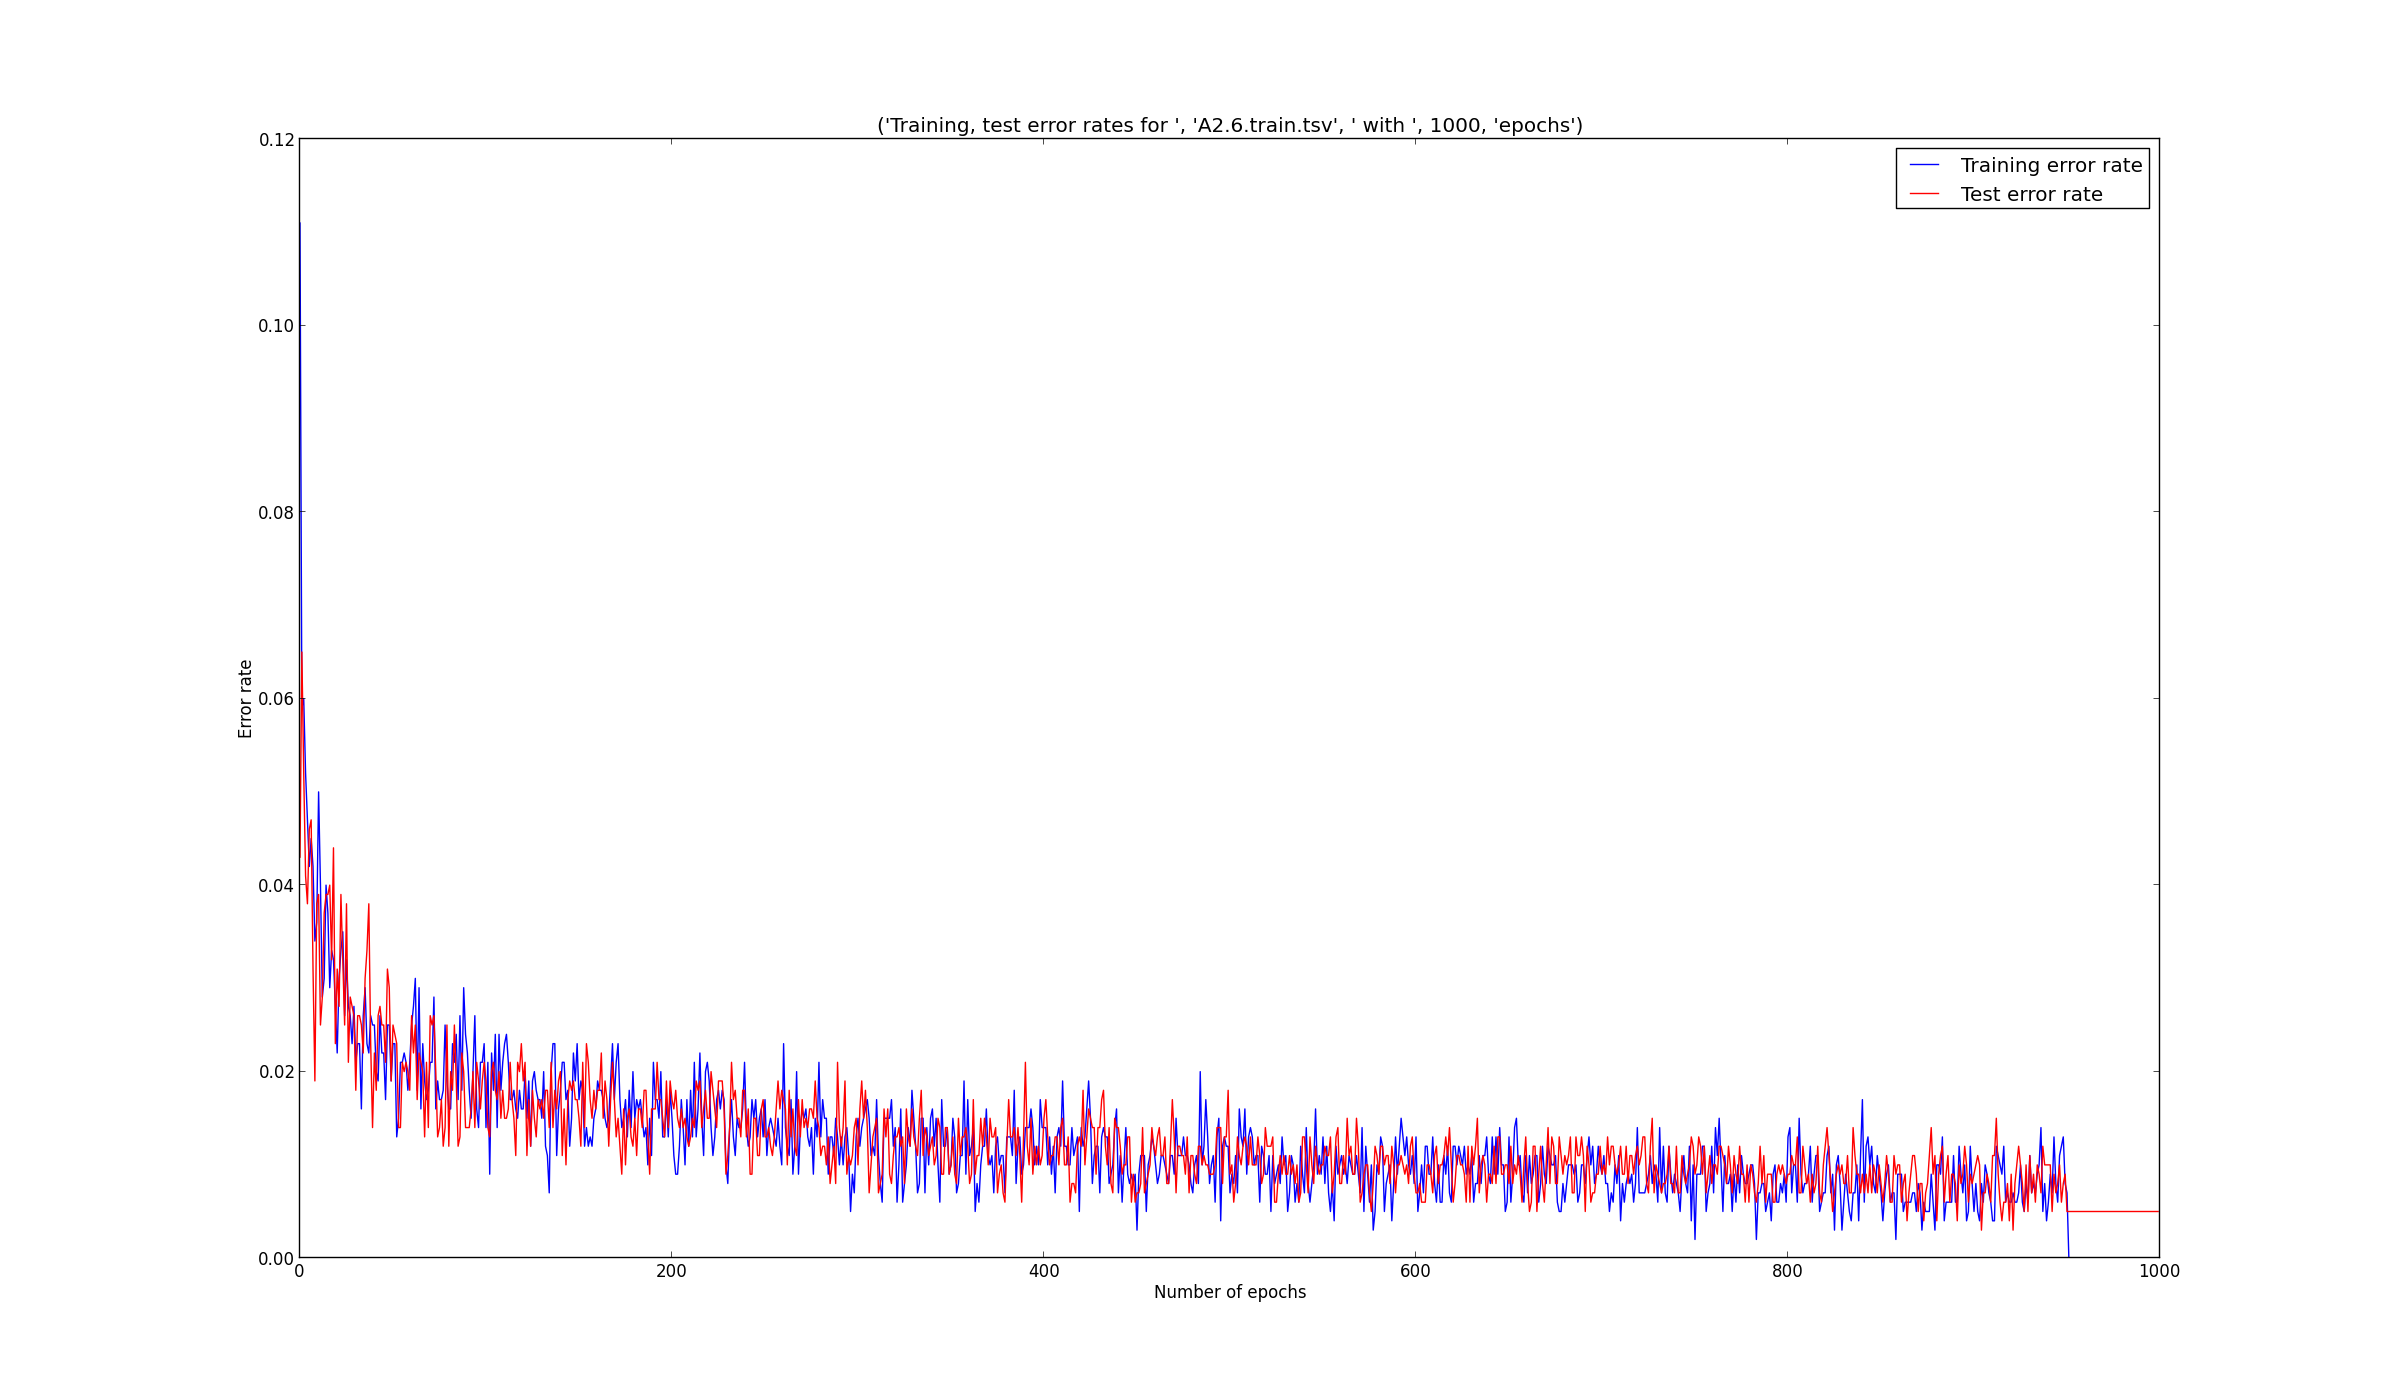 ('Training, test error rates for ', 'A2.6.train.tsv', ' with ', 1000, 'epochs')
Training error rate
Test error rate
0.12
0.10
0.08
0.06
0.04
0.02
0.00
Error rate
0
200
400
600
800
1000
Number of epochs